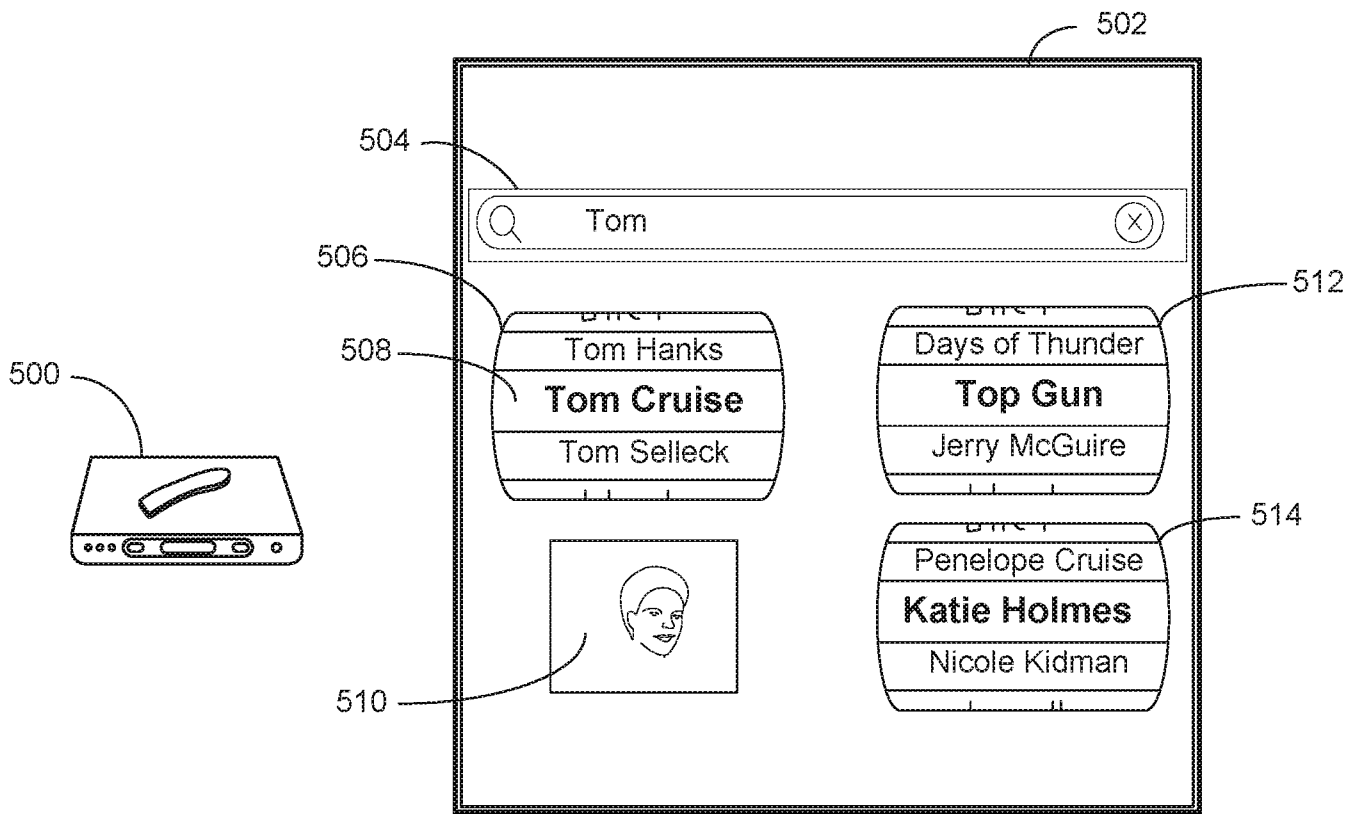 502
504
Tom
X
506
512
Tom Hanks
Days of Thunder
508
Tom Cruise
Top Gun
500
Tom Selleck
Jerry McGuire
514
Penelope Cruise
Katie Holmes
Nicole Kidman
510